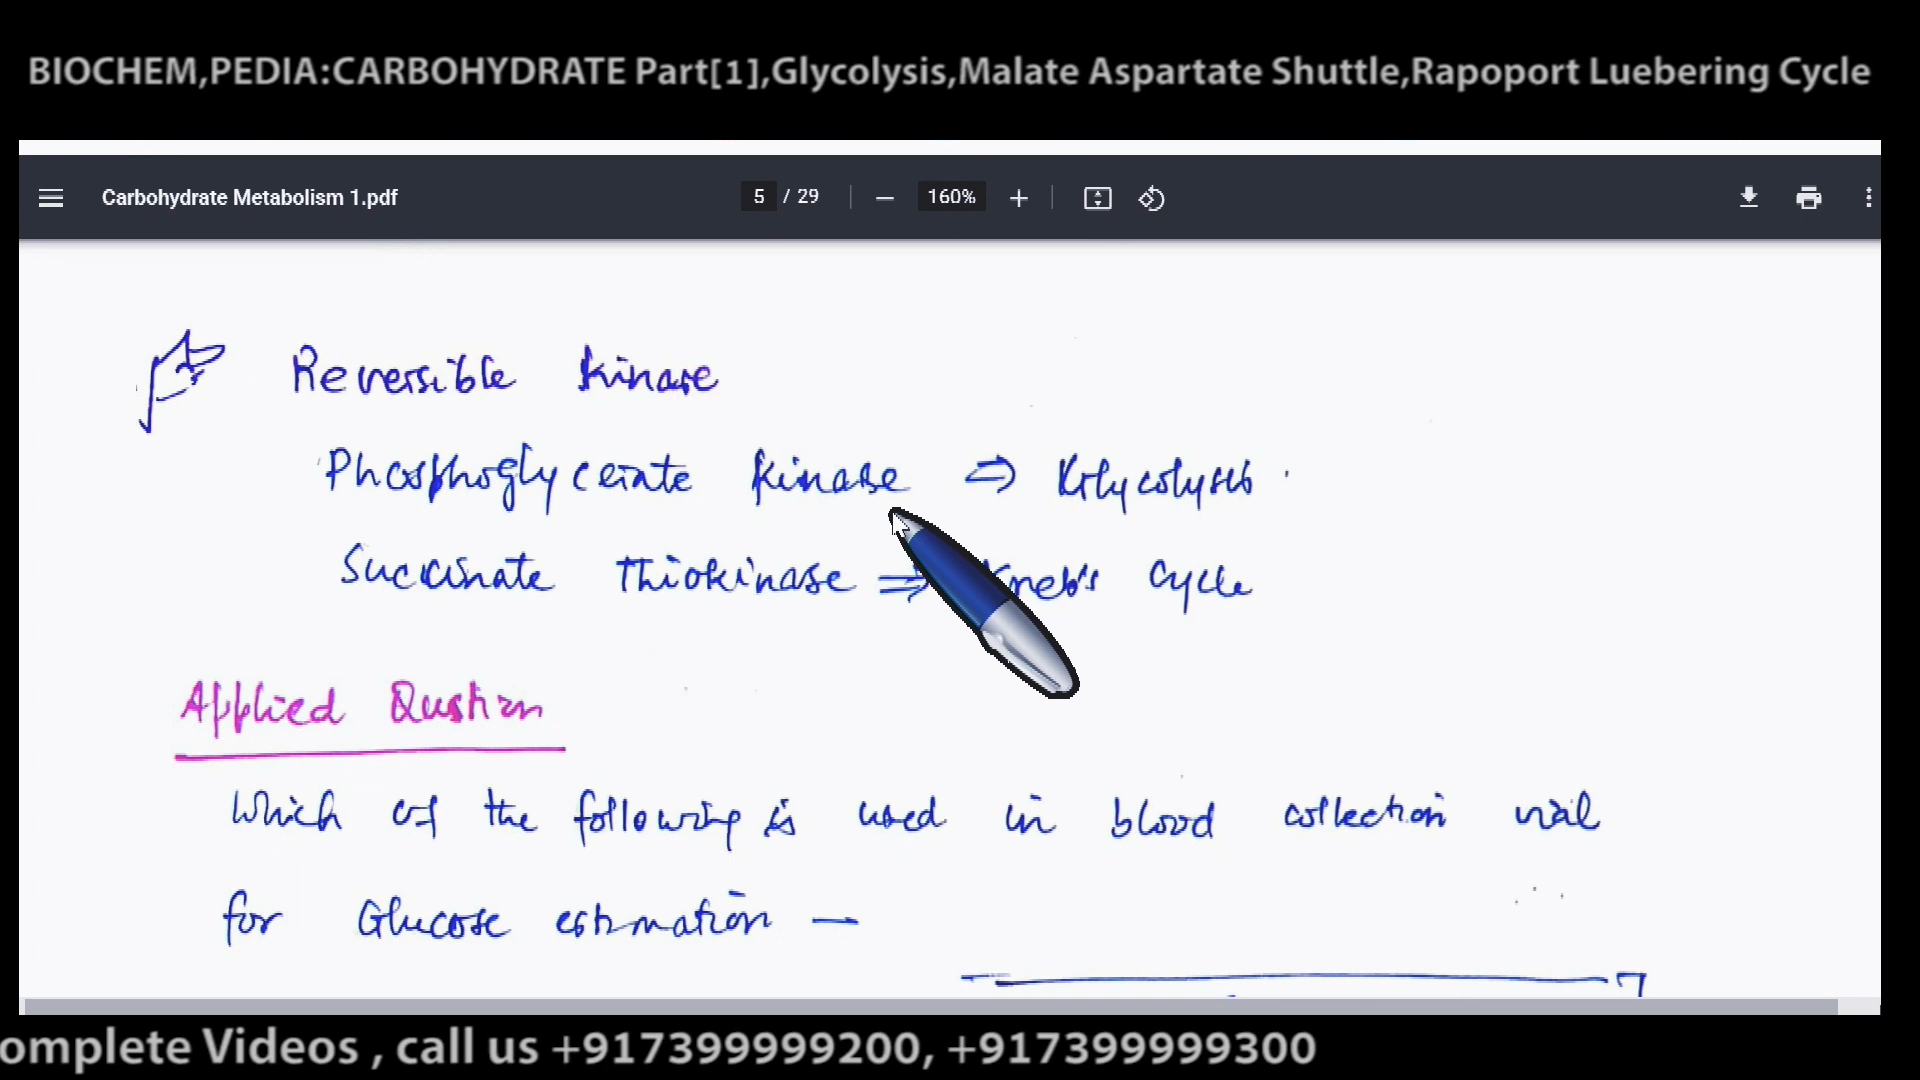 BIOCHEM,PEDIA:CARBOHYDRATE Part[1],Glycolysis,Malate Aspartate Shuttle,Rapoport Luebering Cycle
Carbohydrate Metabolism 1.pdf 5 / 29 160%
Reversible Kinase
Phosphoglycerate Kinase ⇒ Glycolysis
Succinate Thiokinase ⇒ Kreb's Cycle
Applied Question
Which of the following is used in blood collection vial
for Glucose estimation —
omplete Videos , call us +917399999200, +917399999300